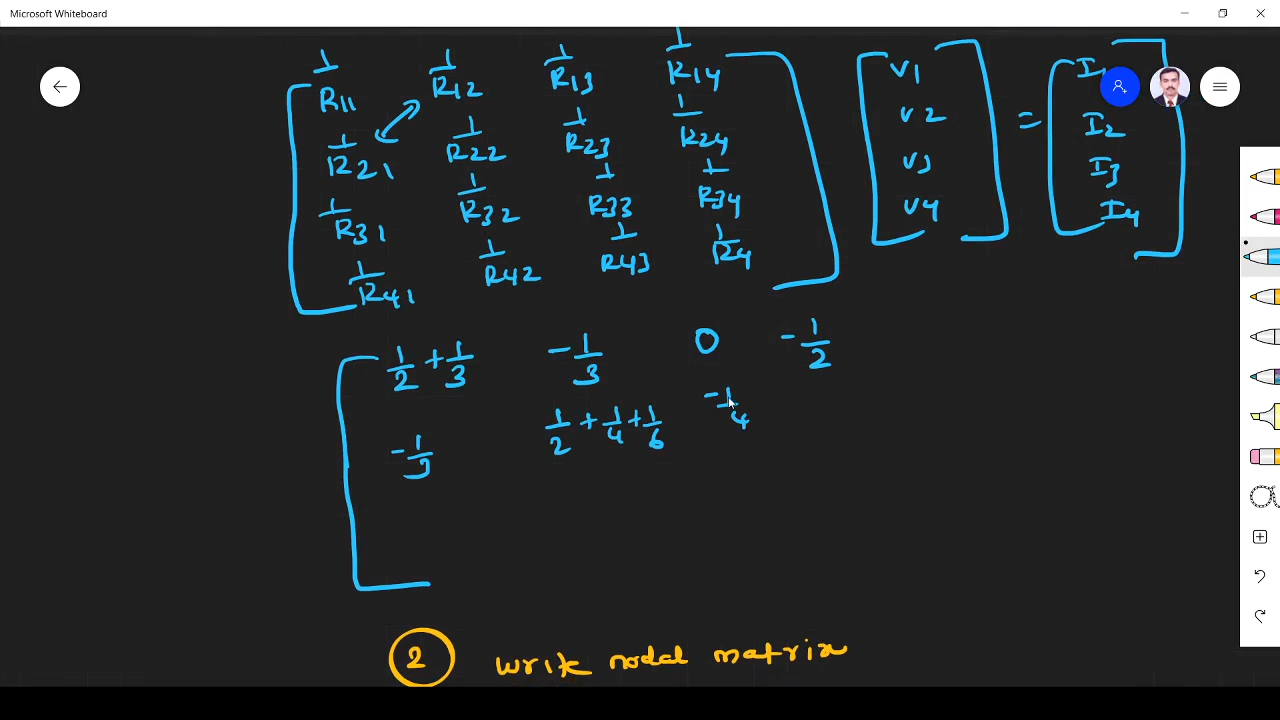 Microsoft Whiteboard
1/R11 1/R12 1/R13 1/R14
1/R21 1/R22 1/R23 1/R24
1/R31 1/R32 1/R33 1/R34
1/R41 1/R42 1/R43 1/R4
V1
V2
V3
V4
=
I1
I2
I3
I4
1/2 + 1/3 -1/3 0 -1/2
-1/3 1/2 + 1/4 + 1/6 -1/4
2 write nodal matrix